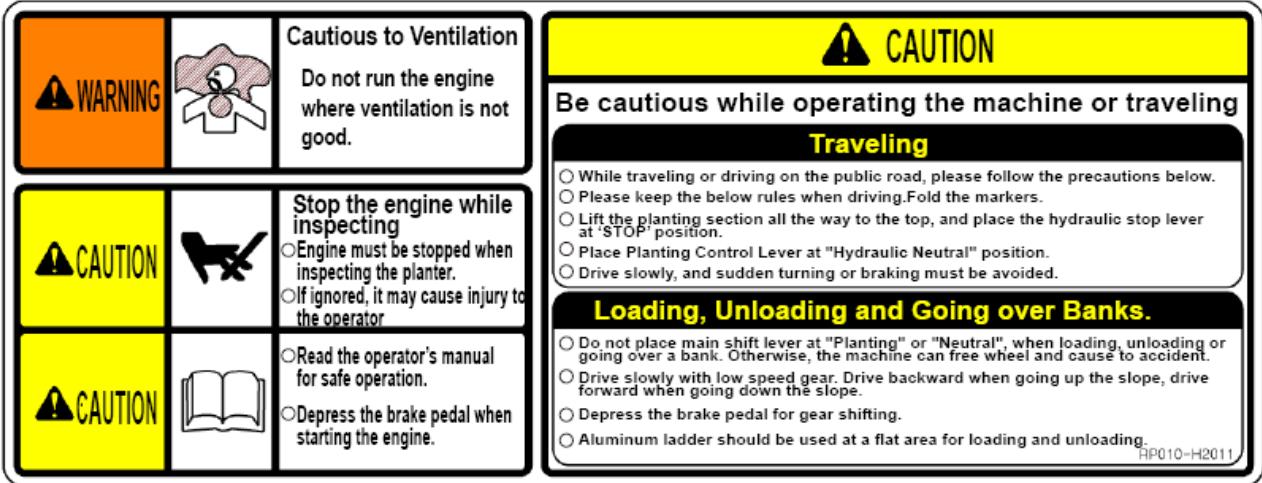 WARNING
Cautious to Ventilation
Do not run the engine
where ventilation is not
good.
CAUTION
Stop the engine while
inspecting
○Engine must be stopped when
inspecting the planter.
○If ignored, it may cause injury to
the operator
CAUTION
○Read the operator's manual
for safe operation.
○Depress the brake pedal when
starting the engine.
CAUTION
Be cautious while operating the machine or traveling
Traveling
○ While traveling or driving on the public road, please follow the precautions below.
○ Please keep the below rules when driving.Fold the markers.
○ Lift the planting section all the way to the top, and place the hydraulic stop lever
at ‘STOP’ position.
○ Place Planting Control Lever at "Hydraulic Neutral" position.
○ Drive slowly, and sudden turning or braking must be avoided.
Loading, Unloading and Going over Banks.
○ Do not place main shift lever at "Planting" or "Neutral", when loading, unloading or
going over a bank. Otherwise, the machine can free wheel and cause to accident.
○ Drive slowly with low speed gear. Drive backward when going up the slope, drive
forward when going down the slope.
○ Depress the brake pedal for gear shifting.
○ Aluminum ladder should be used at a flat area for loading and unloading.
RP010-H2011